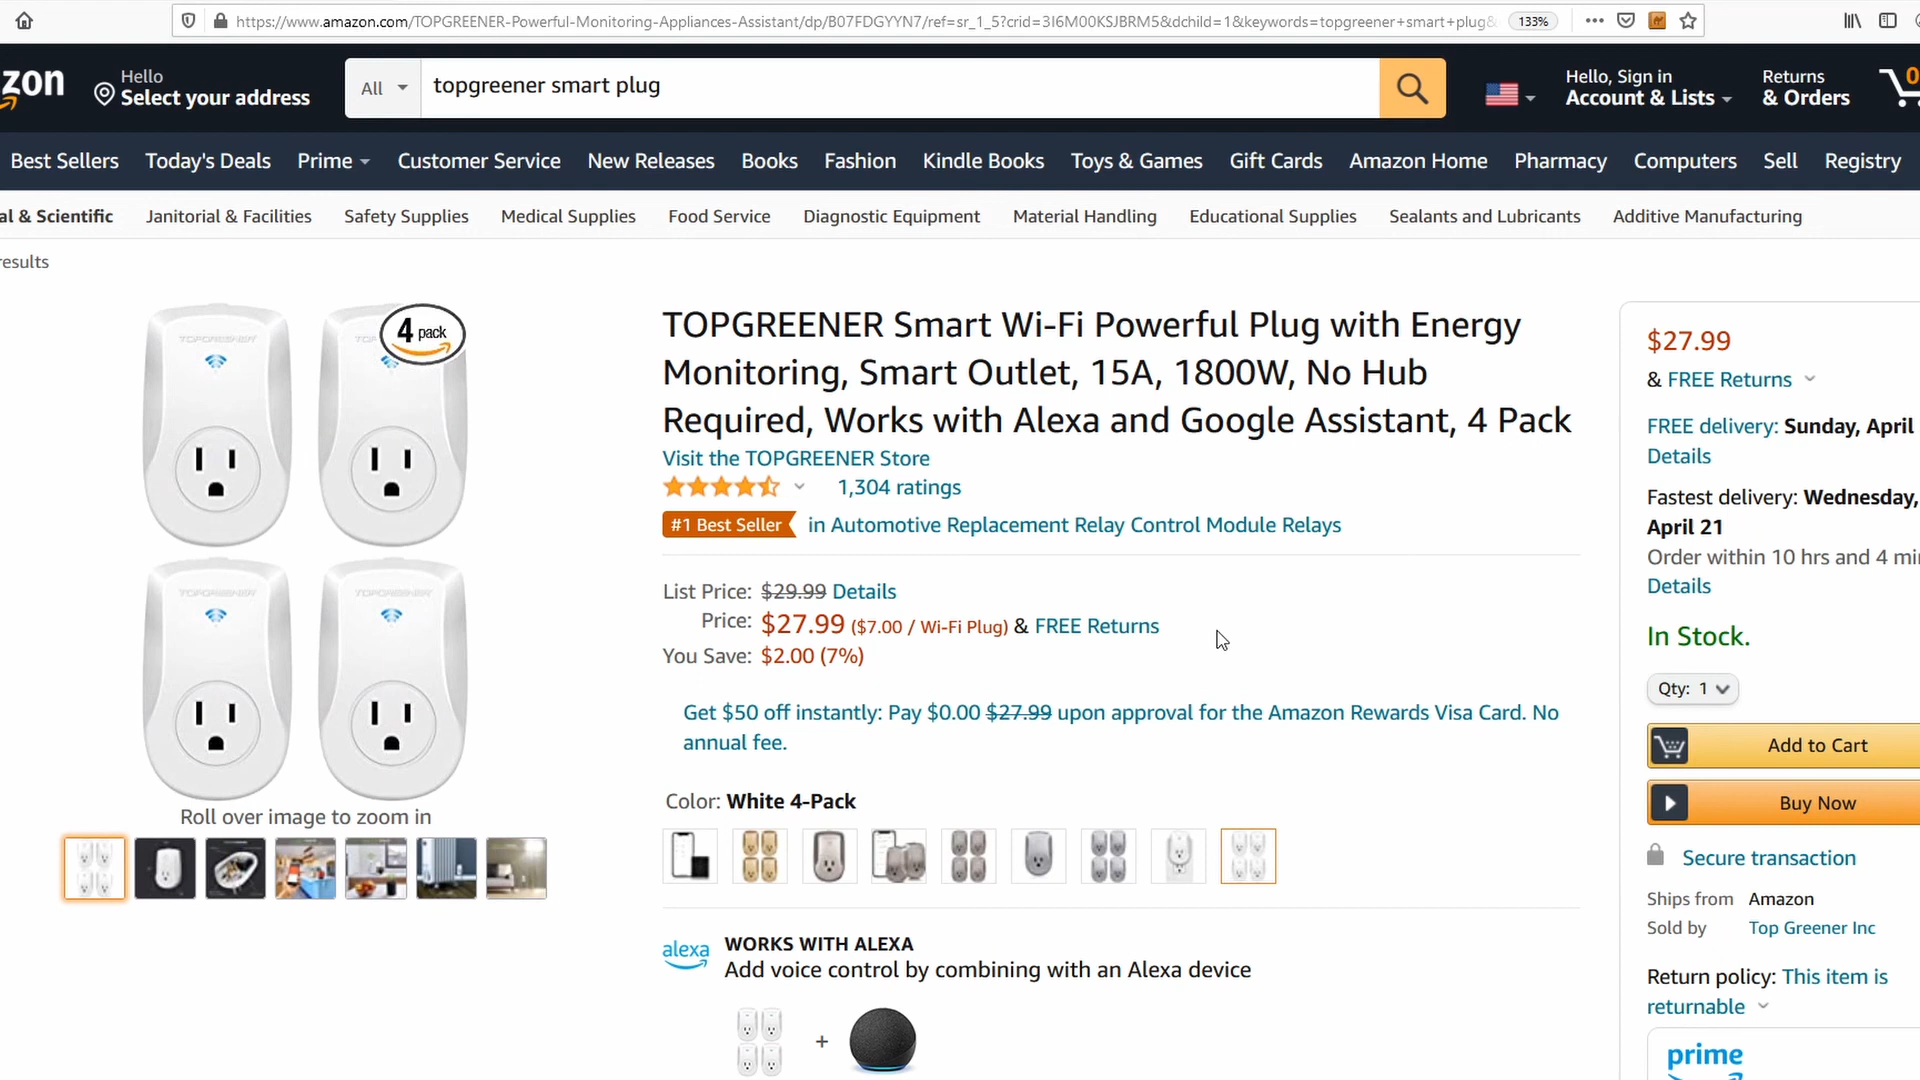 https://www.amazon.com/TOPGREENER-Powerful-Monitoring-Appliances-Assistant/dp/B07FDGYYN7/ref=sr_1_5?crid=3I6M00KSJBRM5&dchild=1&keywords=topgreener+smart+plug&
133%
zon
Hello
Select your address
All
topgreener smart plug
Hello, Sign in
Account & Lists
Returns
& Orders
0
Best Sellers Today's Deals Prime Customer Service New Releases Books Fashion Kindle Books Toys & Games Gift Cards Amazon Home Pharmacy Computers Sell Registry
al & Scientific Janitorial & Facilities Safety Supplies Medical Supplies Food Service Diagnostic Equipment Material Handling Educational Supplies Sealants and Lubricants Additive Manufacturing
results
4 pack
TOPGREENER
TOPGREENER
TOPGREENER
Roll over image to zoom in
TOPGREENER Smart Wi-Fi Powerful Plug with Energy
Monitoring, Smart Outlet, 15A, 1800W, No Hub
Required, Works with Alexa and Google Assistant, 4 Pack
Visit the TOPGREENER Store
1,304 ratings
#1 Best Seller in Automotive Replacement Relay Control Module Relays
List Price: $29.99 Details
Price: $27.99 ($7.00 / Wi-Fi Plug) & FREE Returns
You Save: $2.00 (7%)
Get $50 off instantly: Pay $0.00 $27.99 upon approval for the Amazon Rewards Visa Card. No
annual fee.
Color: White 4-Pack
alexa
WORKS WITH ALEXA
Add voice control by combining with an Alexa device
+
$27.99
& FREE Returns
FREE delivery: Sunday, April
Details
Fastest delivery: Wednesday,
April 21
Order within 10 hrs and 4 mi
Details
In Stock.
Qty: 1
Add to Cart
Buy Now
Secure transaction
Ships from Amazon
Sold by Top Greener Inc
Return policy: This item is
returnable
prime